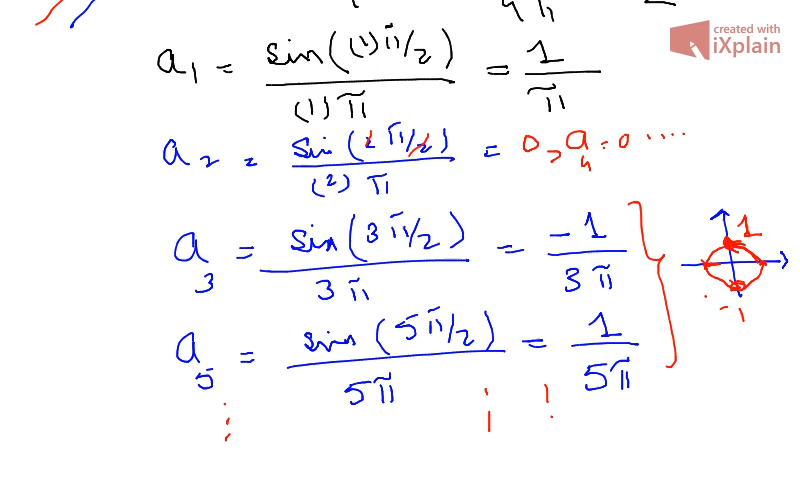 created with
iXplain
a₁ = sin((1)π/2) / (1)π = 1/π
a₂ = sin(2π/2) / (2)π = 0, a₄ = 0 ....
a₃ = sin(3π/2) / 3π = -1 / 3π
1
-1
a₅ = sin(5π/2) / 5π = 1 / 5π